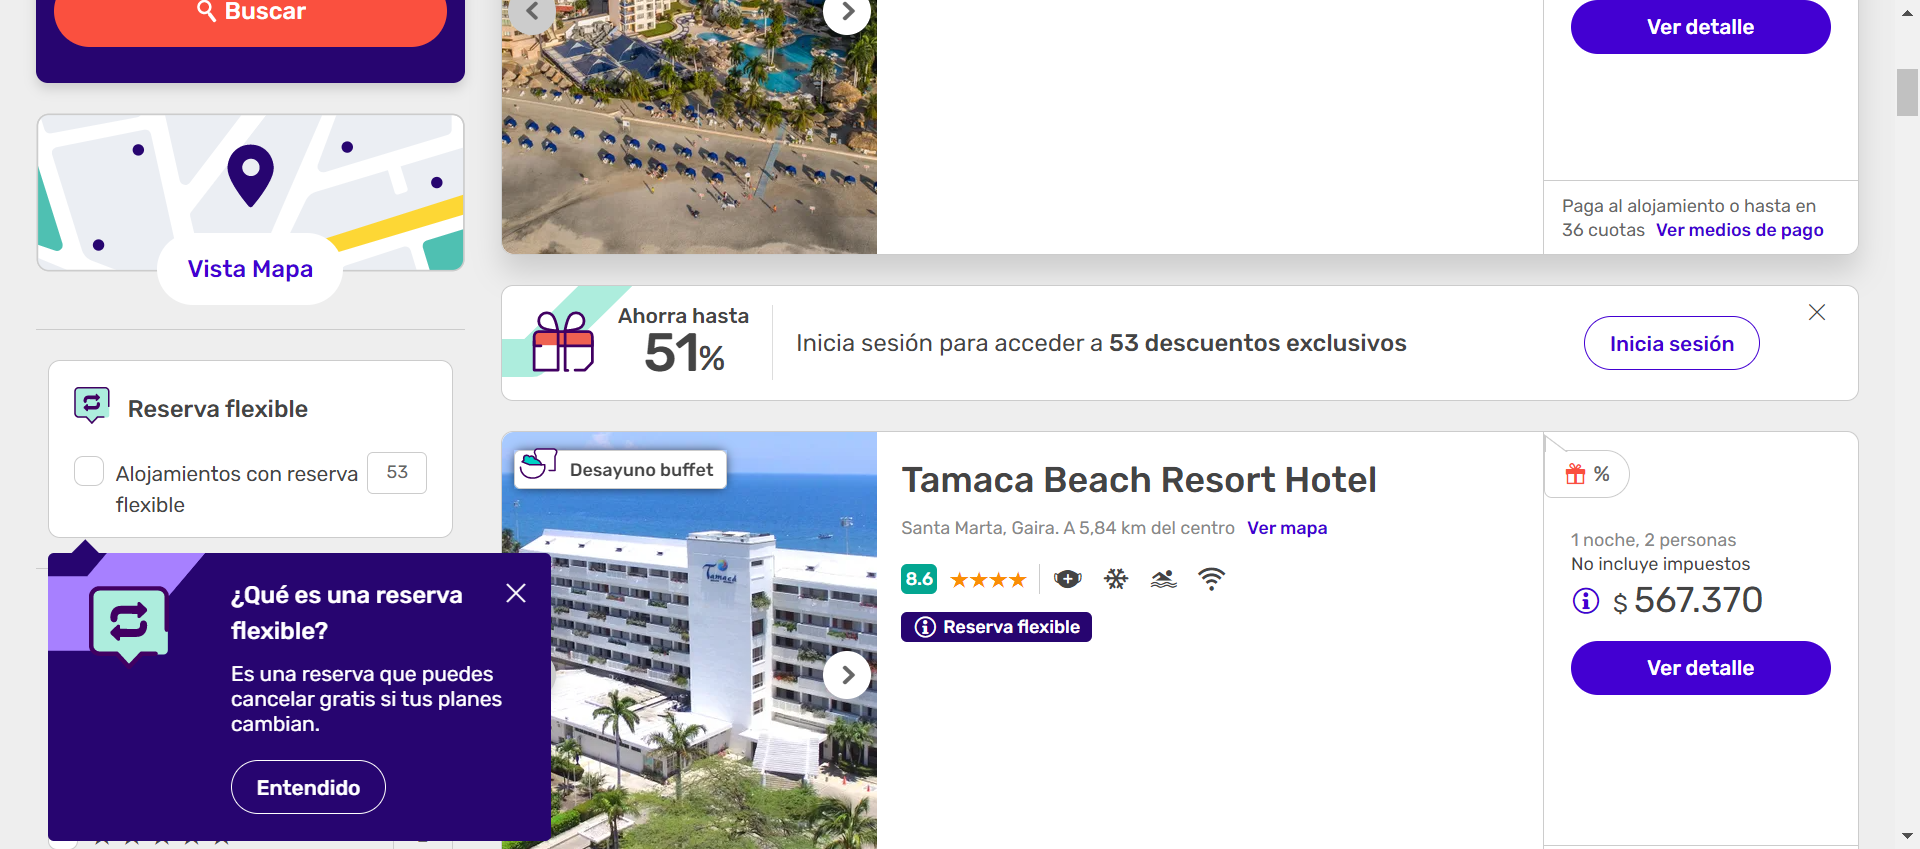 Buscar
Vista Mapa
Reserva flexible
Alojamientos con reserva
flexible
53
¿Qué es una reserva
flexible?
Es una reserva que puedes
cancelar gratis si tus planes
cambian.
Entendido
Ver detalle
Paga al alojamiento o hasta en
36 cuotas Ver medios de pago
Ahorra hasta
51%
Inicia sesión para acceder a 53 descuentos exclusivos
Inicia sesión
Desayuno buffet
Tamacá
Tamaca Beach Resort Hotel
Santa Marta, Gaira. A 5,84 km del centro Ver mapa
8.6
Reserva flexible
%
1 noche, 2 personas
No incluye impuestos
$ 567.370
Ver detalle